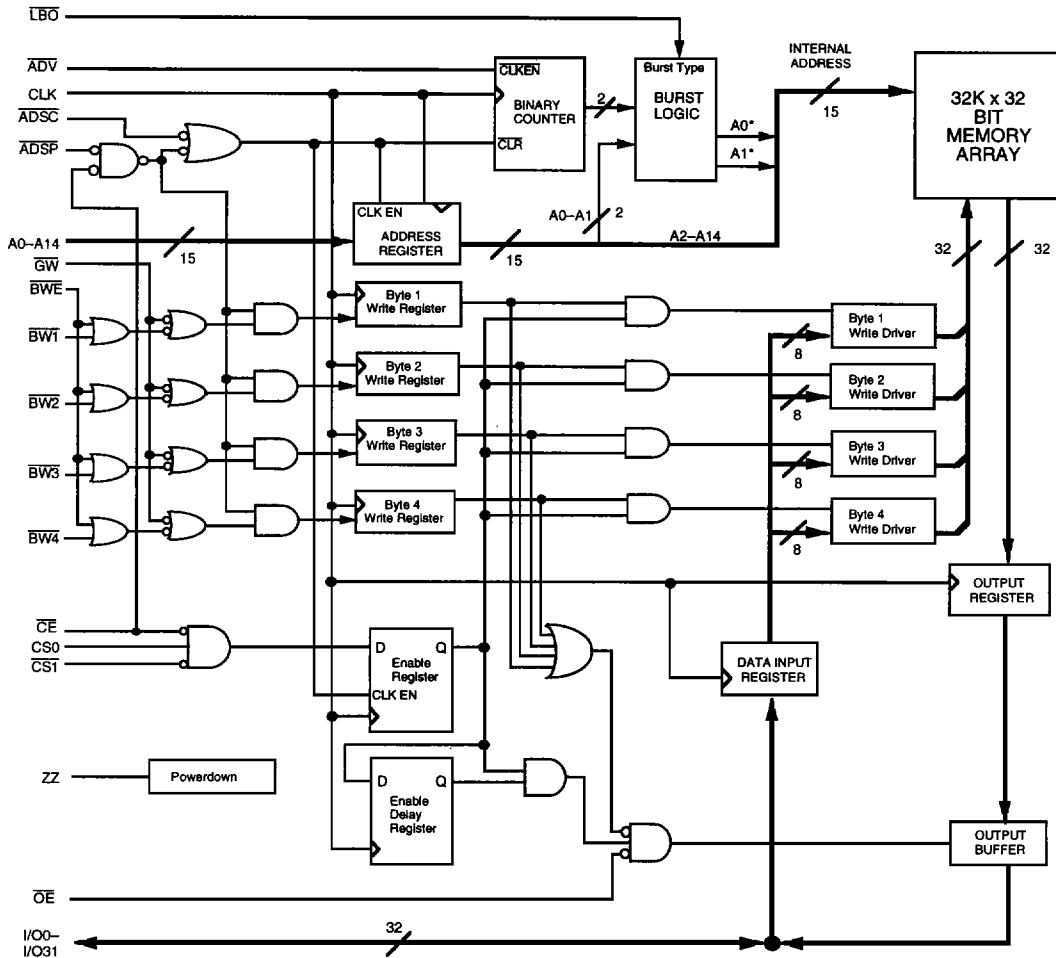 LBO
INTERNAL
ADDRESS
ADV
CLKEN
Burst Type
CLK
BINARY
COUNTER
2
BURST
LOGIC
15
32K x 32
BIT
MEMORY
ARRAY
ADSC
A0*
ADSP
CLR
A1*
CLK EN
A0–A1
2
A0–A14
15
ADDRESS
REGISTER
15
A2–A14
32
32
GW
BWE
Byte 1
Write Register
Byte 1
Write Driver
BW1
8
Byte 2
Write Register
Byte 2
Write Driver
BW2
8
Byte 3
Write Register
Byte 3
Write Driver
BW3
8
Byte 4
Write Register
Byte 4
Write Driver
BW4
8
OUTPUT
REGISTER
CE
CS0
CS1
D
Q
Enable
Register
CLK EN
DATA INPUT
REGISTER
ZZ
Powerdown
D
Q
Enable
Delay
Register
OUTPUT
BUFFER
OE
I/O0–
I/O31
32